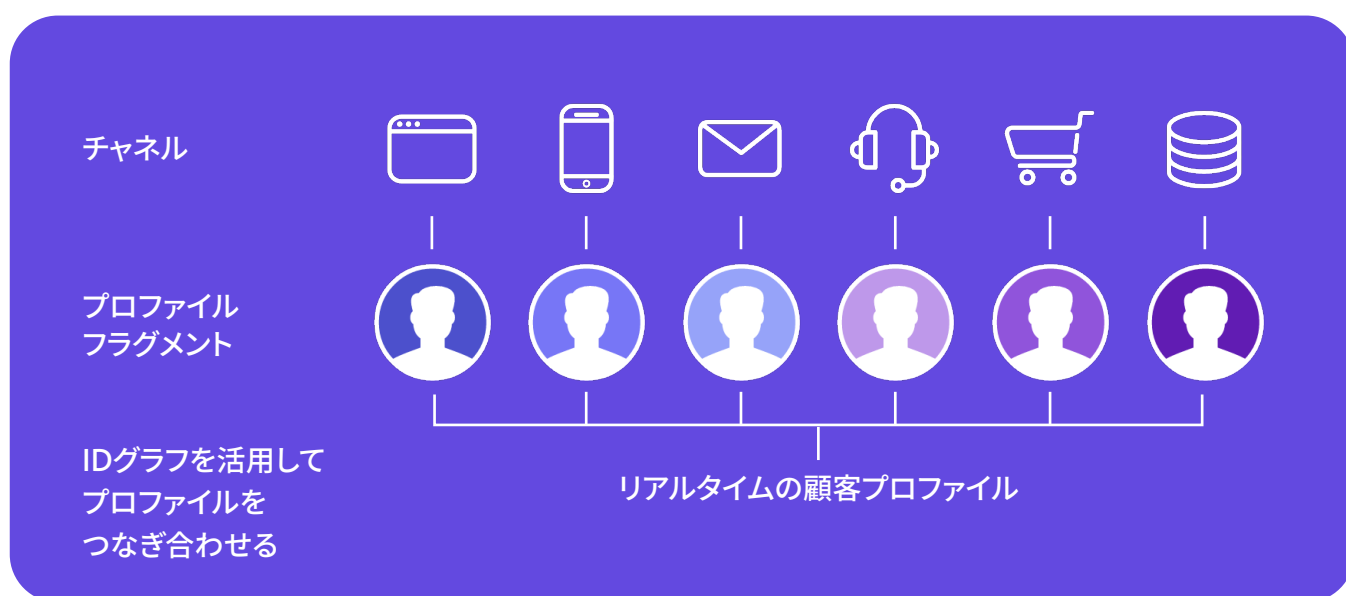 チャネル
プロファイル
フラグメント
IDグラフを活用して
プロファイルを
つなぎ合わせる
リアルタイムの顧客プロファイル